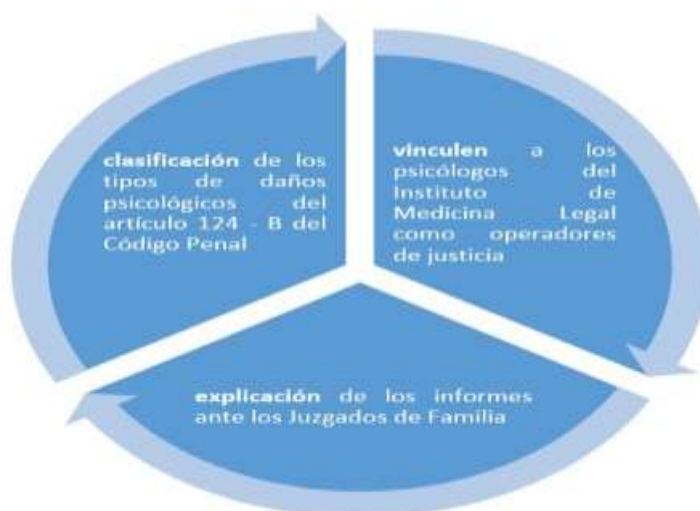 clasificación de los
tipos de daños
psicológicos del
artículo 124 - B del
Código Penal
vinculen a los
psicólogos del
Instituto de
Medicina Legal
como operadores
de justicia
explicación de los informes
ante los Juzgados de Familia